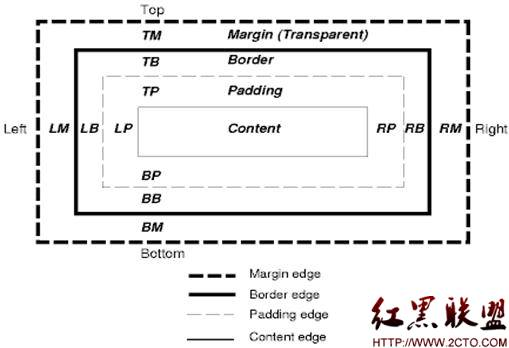 Top
TM Margin (Transparent)
TB Border
TP Padding
Left LM LB LP Content RP RB RM Right
BP
BB
BM
Bottom
Margin edge
Border edge
Padding edge
Content edge
红黑联盟
HTTP://WWW.2CTO.COM